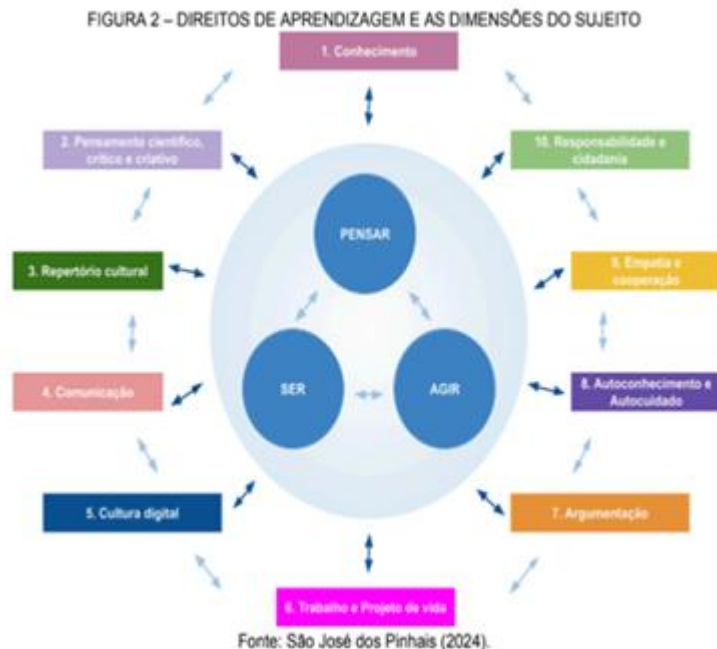 FIGURA 2 – DIREITOS DE APRENDIZAGEM E AS DIMENSÕES DO SUJEITO
1. Conhecimento
2. Pensamento científico,
crítico e criativo
10. Responsabilidade e
cidadania
PENSAR
3. Repertório cultural
9. Empatia e
cooperação
SER
AGIR
4. Comunicação
8. Autoconhecimento e
Autocuidado
5. Cultura digital
7. Argumentação
6. Trabalho e Projeto de vida
Fonte: São José dos Pinhais (2024).